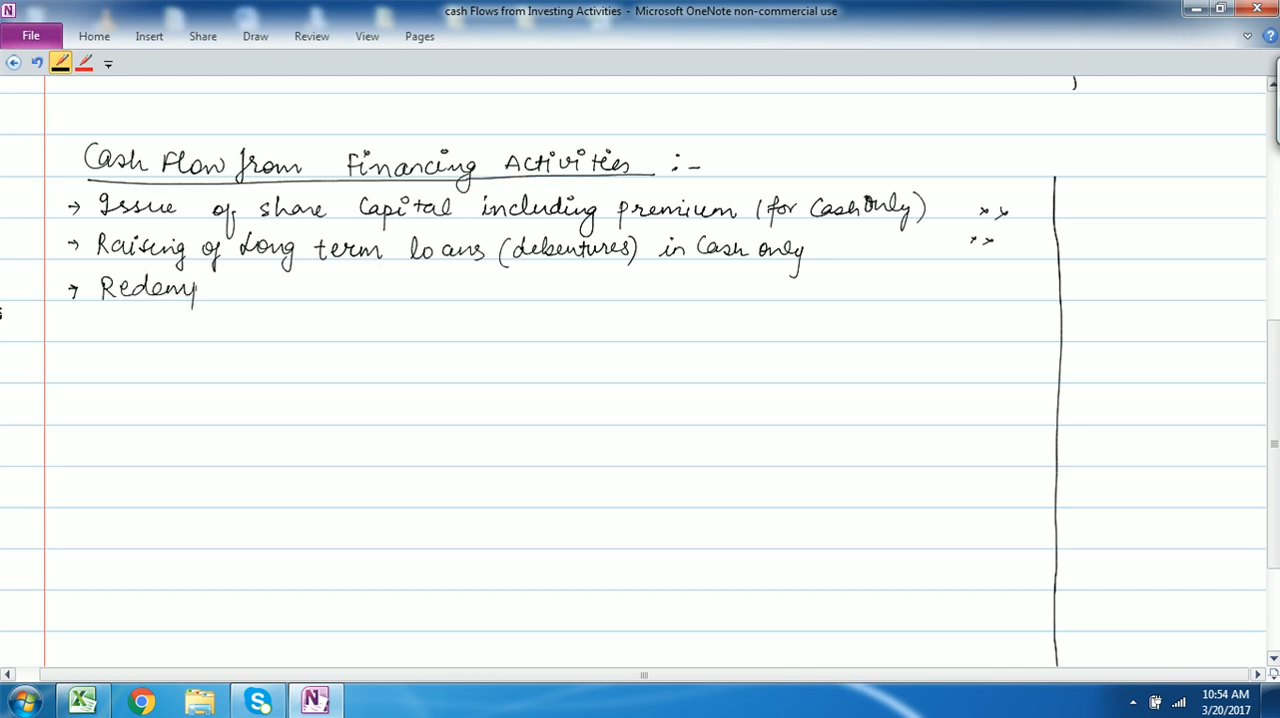 cash Flows from Investing Activities - Microsoft OneNote non-commercial use
File Home Insert Share Draw Review View Pages
)
Cash Flow from Financing Activities :-
→ Issue of share Capital including premium (for Cash Only) xx
→ Raising of Long term loans (debentures) in Cash only xx
→ Redemp
10:54 AM
3/20/2017